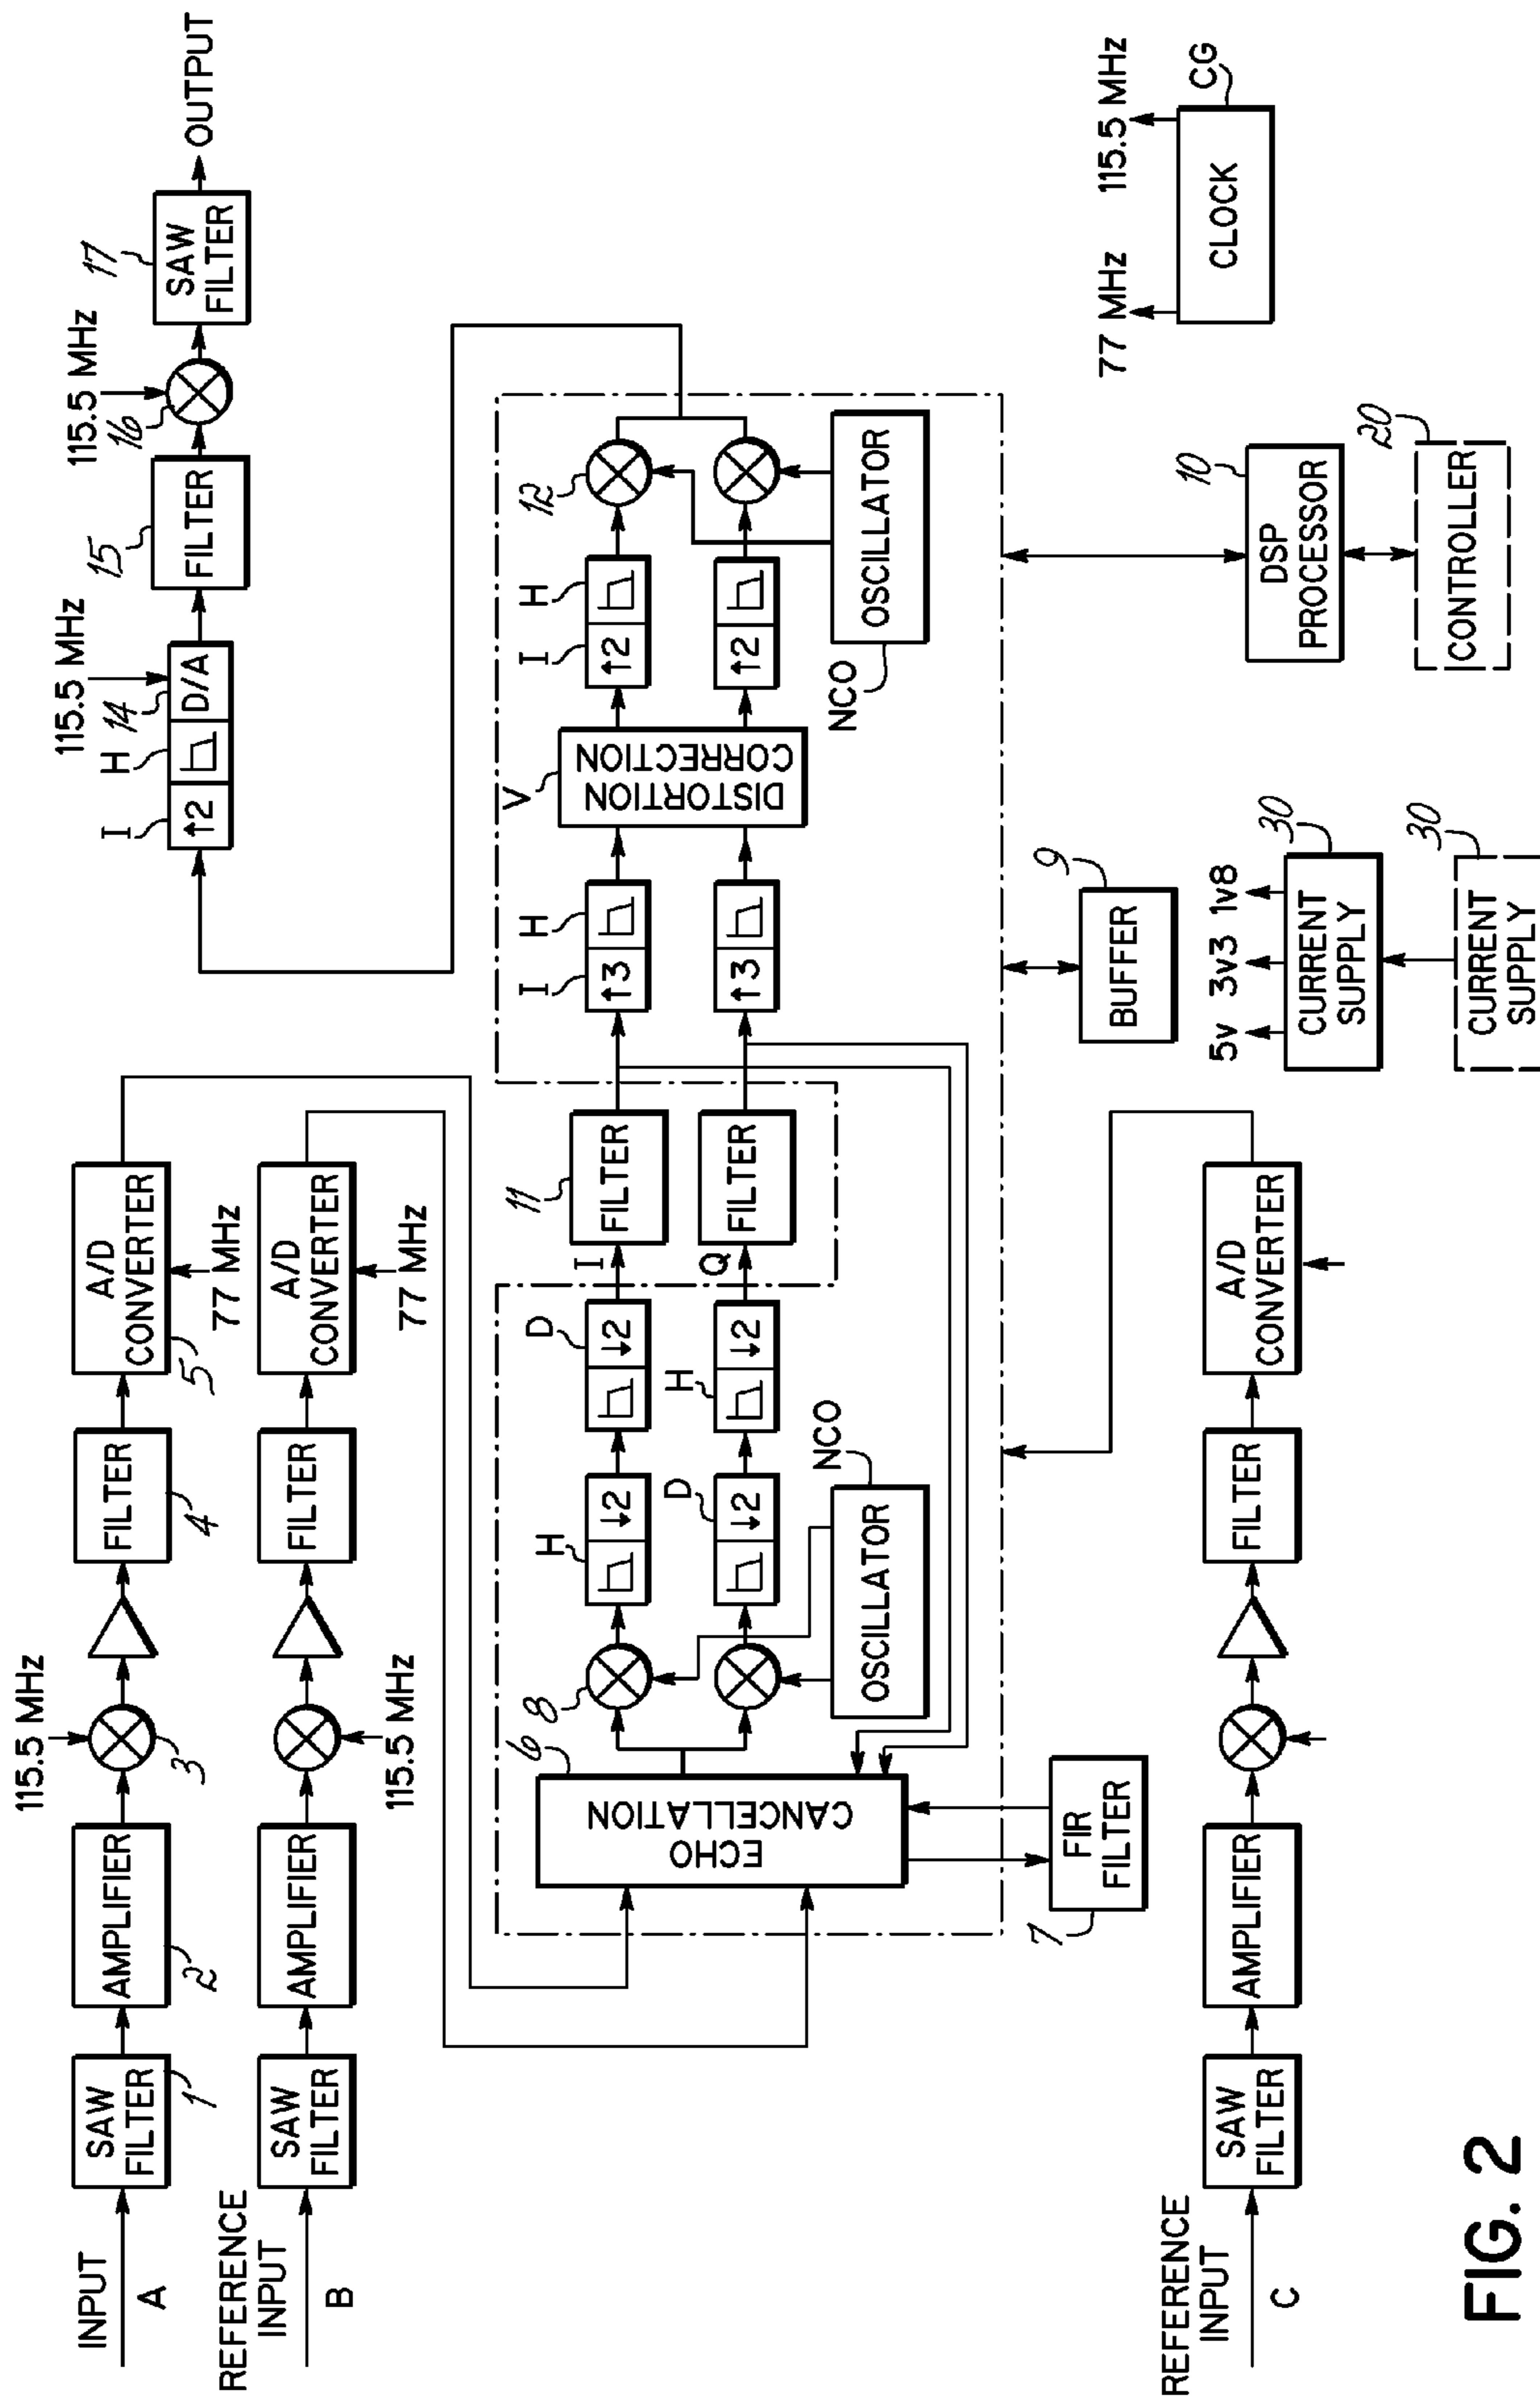 INPUT
A
SAW
FILTER
1
AMPLIFIER
2
115.5 MHz
3
FILTER
4
A/D
CONVERTER
5
77 MHz
REFERENCE
INPUT
B
SAW
FILTER
AMPLIFIER
115.5 MHz
FILTER
A/D
CONVERTER
77 MHz
115.5 MHz
I
H
14
↑2
D/A
15
FILTER
115.5 MHz
16
17
SAW
FILTER
OUTPUT
6
ECHO
CANCELLATION
8
H
↓2
D
↓2
I
11
FILTER
I
H
↑3
V
DISTORTION
CORRECTION
I
H
↑2
12
D
↓2
H
↓2
Q
FILTER
↑3
↑2
OSCILLATOR
NCO
NCO
OSCILLATOR
7
FIR
FILTER
9
BUFFER
10
DSP
PROCESSOR
20
CONTROLLER
77 MHz
115.5 MHz
CG
CLOCK
5v 3v3 1v8
30
CURRENT
SUPPLY
30
CURRENT
SUPPLY
REFERENCE
INPUT
C
SAW
FILTER
AMPLIFIER
FILTER
A/D
CONVERTER
FIG. 2